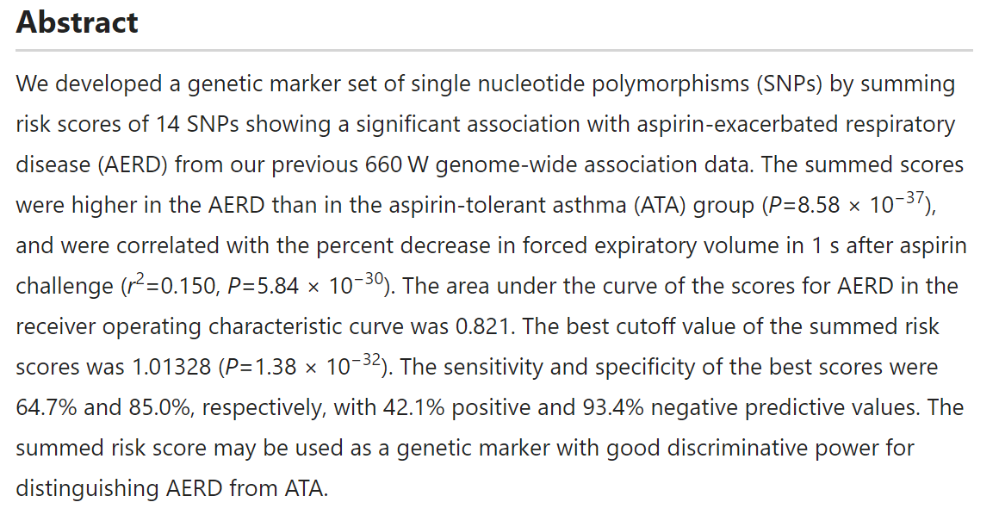 Abstract
We developed a genetic marker set of single nucleotide polymorphisms (SNPs) by summing
risk scores of 14 SNPs showing a significant association with aspirin-exacerbated respiratory
disease (AERD) from our previous 660 W genome-wide association data. The summed scores
were higher in the AERD than in the aspirin-tolerant asthma (ATA) group (P=8.58 × 10⁻³⁷),
and were correlated with the percent decrease in forced expiratory volume in 1 s after aspirin
challenge (r²=0.150, P=5.84 × 10⁻³⁰). The area under the curve of the scores for AERD in the
receiver operating characteristic curve was 0.821. The best cutoff value of the summed risk
scores was 1.01328 (P=1.38 × 10⁻³²). The sensitivity and specificity of the best scores were
64.7% and 85.0%, respectively, with 42.1% positive and 93.4% negative predictive values. The
summed risk score may be used as a genetic marker with good discriminative power for
distinguishing AERD from ATA.